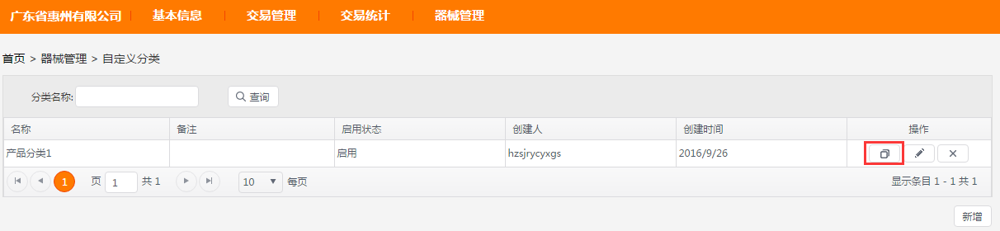 广东省惠州有限公司 基本信息 交易管理 交易统计 器械管理
首页 > 器械管理 > 自定义分类
分类名称: 查询
名称 备注 启用状态 创建人 创建时间 操作
产品分类1 启用 hzsjrycyxgs 2016/9/26
1 页 1 共 1 10 每页 显示条目 1 - 1 共 1
新增